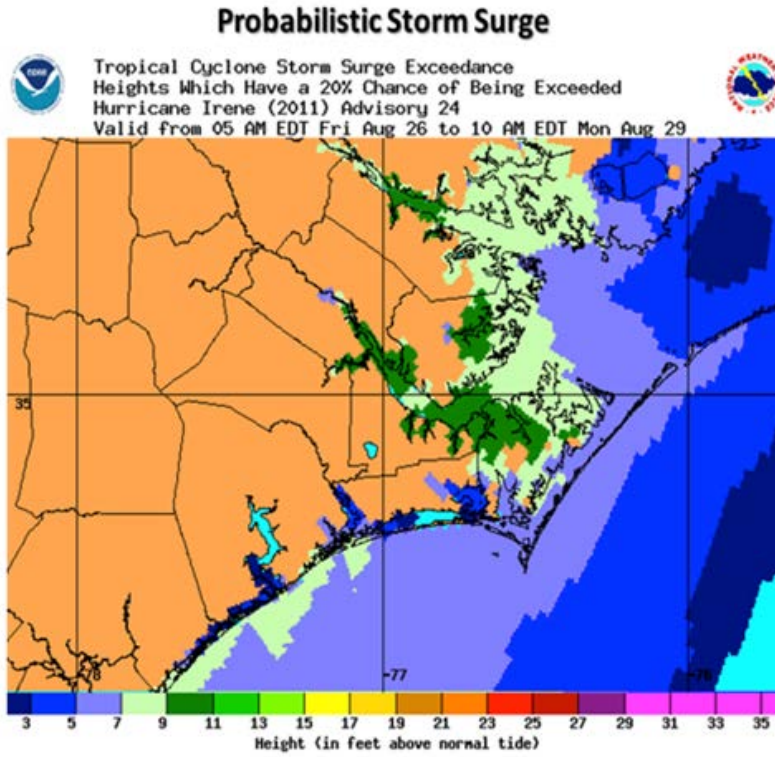 Probabilistic Storm Surge
Tropical Cyclone Storm Surge Exceedance
Heights Which Have a 20% Chance of Being Exceeded
Hurricane Irene (2011) Advisory 24
Valid from 05 AM EDT Fri Aug 26 to 10 AM EDT Mon Aug 29
35
-78 -77 -76
3 5 7 9 11 13 15 17 19 21 23 25 27 29 31 33 35
Height (in feet above normal tide)